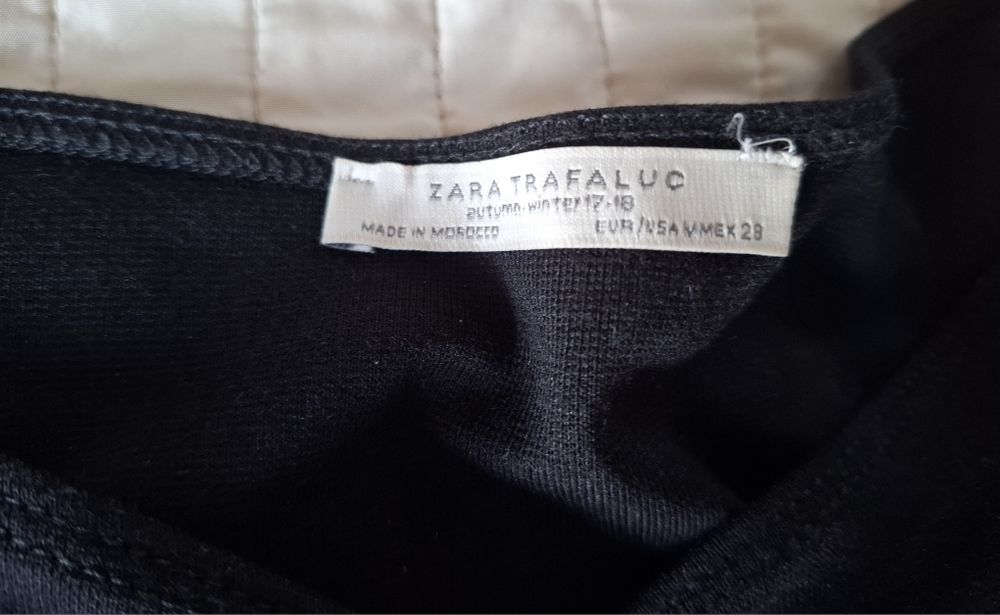 ZARA TRAFALUC
autumn-winter 17-18
MADE IN MOROCCO EUR/USA M MEX 28